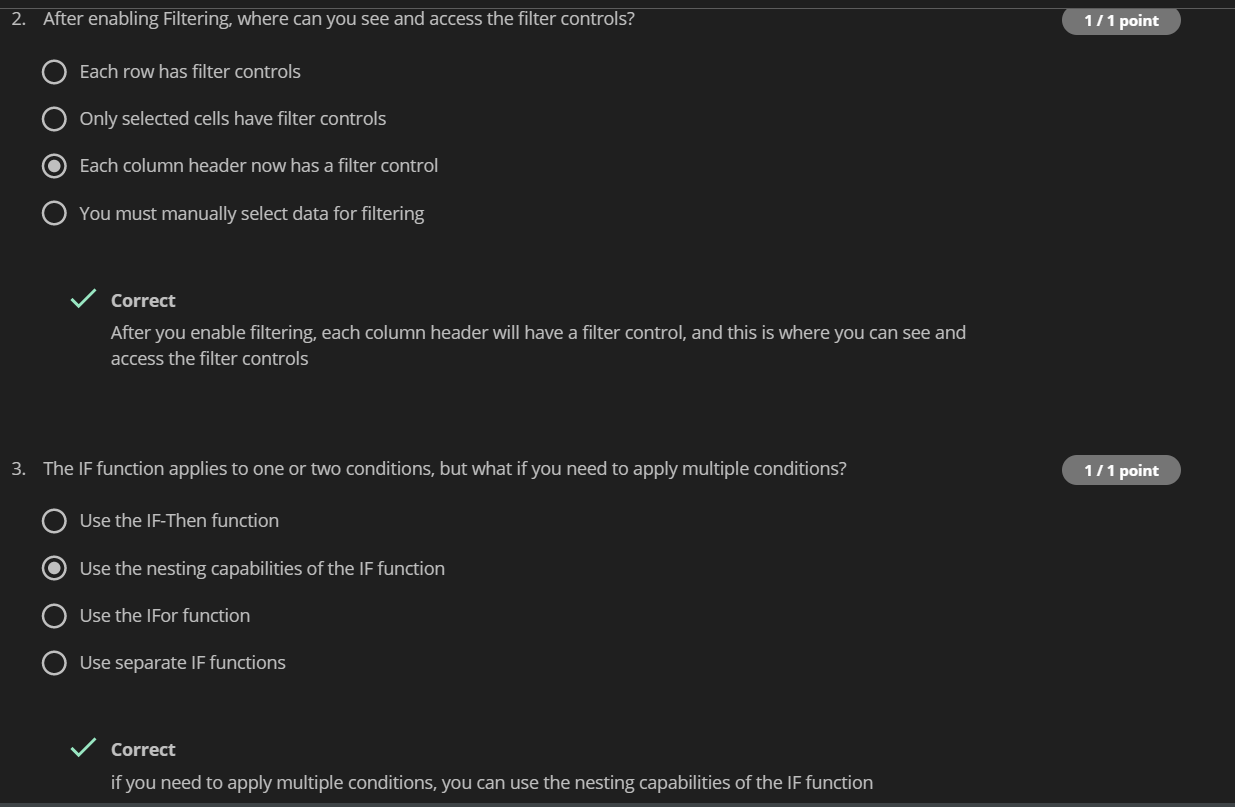 2. After enabling Filtering, where can you see and access the filter controls?
1 / 1 point
Each row has filter controls
Only selected cells have filter controls
Each column header now has a filter control
You must manually select data for filtering
Correct
After you enable filtering, each column header will have a filter control, and this is where you can see and
access the filter controls
3. The IF function applies to one or two conditions, but what if you need to apply multiple conditions?
1 / 1 point
Use the IF-Then function
Use the nesting capabilities of the IF function
Use the IFor function
Use separate IF functions
Correct
if you need to apply multiple conditions, you can use the nesting capabilities of the IF function